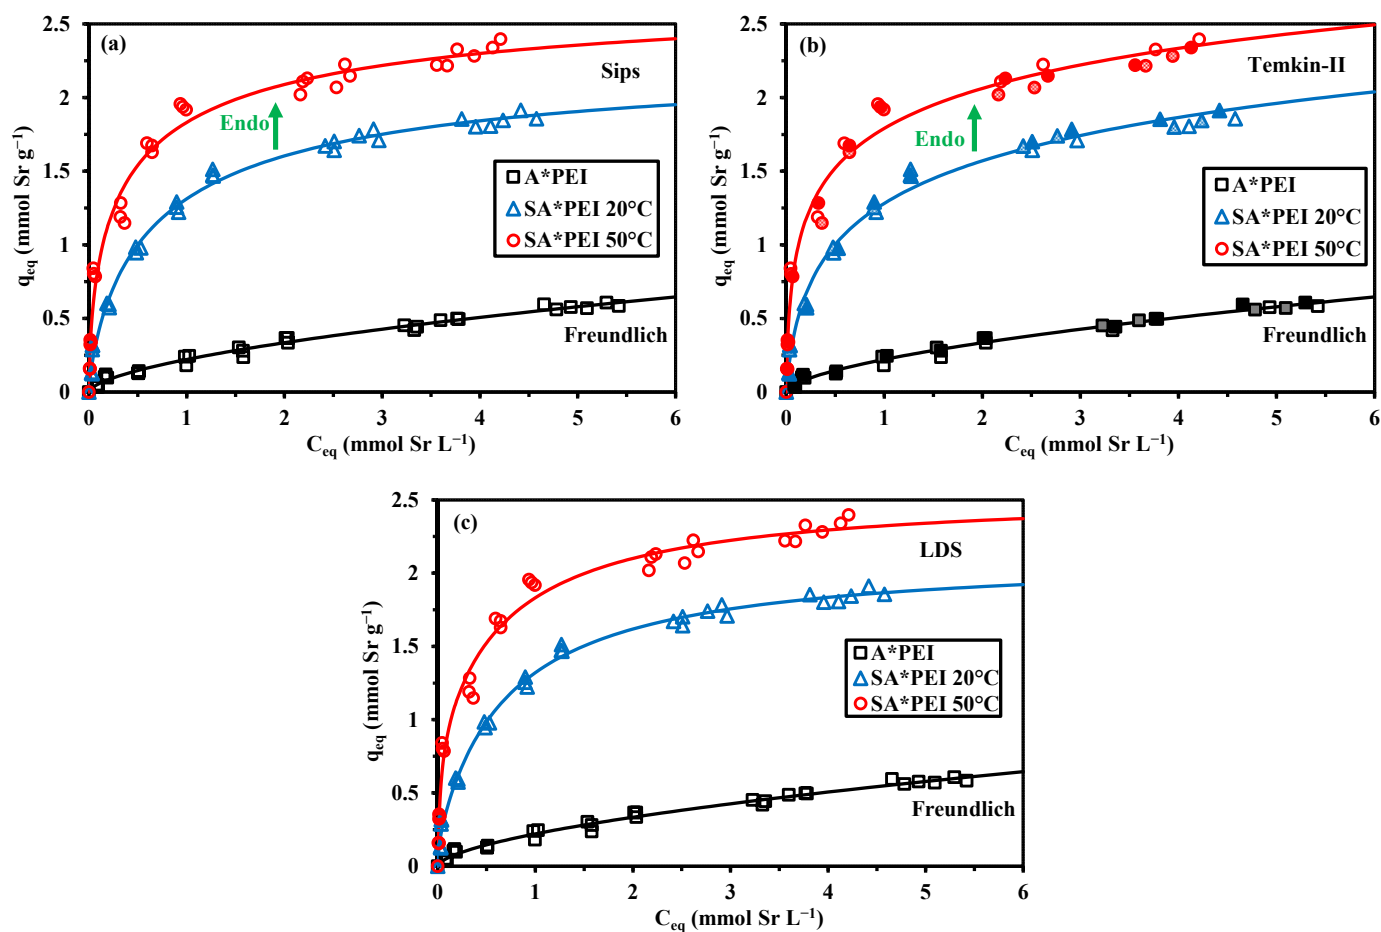 (a)
Sips
Endo
A*PEI
SA*PEI 20°C
SA*PEI 50°C
Freundlich
q_eq (mmol Sr g⁻¹)
2.5
2
1.5
1
0.5
0
0 1 2 3 4 5 6
C_eq (mmol Sr L⁻¹)
(b)
Temkin-II
Endo
A*PEI
SA*PEI 20°C
SA*PEI 50°C
Freundlich
q_eq (mmol Sr g⁻¹)
2.5
2
1.5
1
0.5
0
0 1 2 3 4 5 6
C_eq (mmol Sr L⁻¹)
(c)
LDS
A*PEI
SA*PEI 20°C
SA*PEI 50°C
Freundlich
q_eq (mmol Sr g⁻¹)
2.5
2
1.5
1
0.5
0
0 1 2 3 4 5 6
C_eq (mmol Sr L⁻¹)